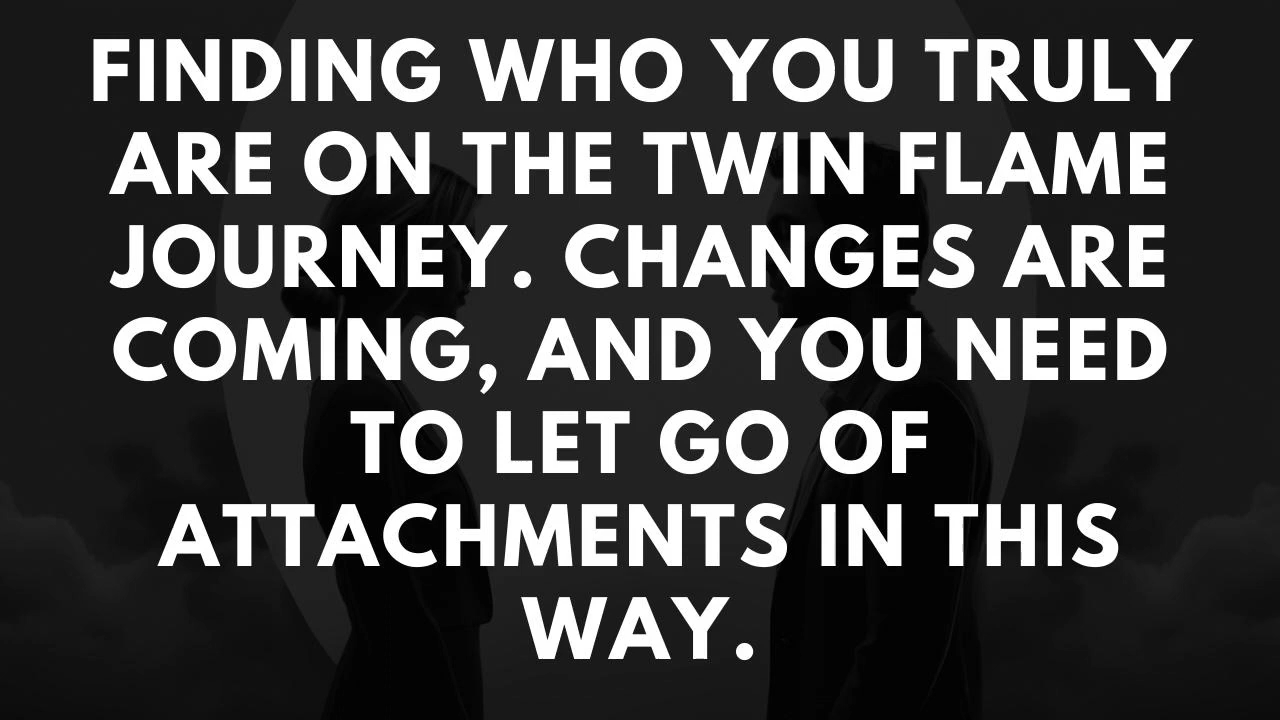 FINDING WHO YOU TRULY
ARE ON THE TWIN FLAME
JOURNEY. CHANGES ARE
COMING, AND YOU NEED
TO LET GO OF
ATTACHMENTS IN THIS
WAY.